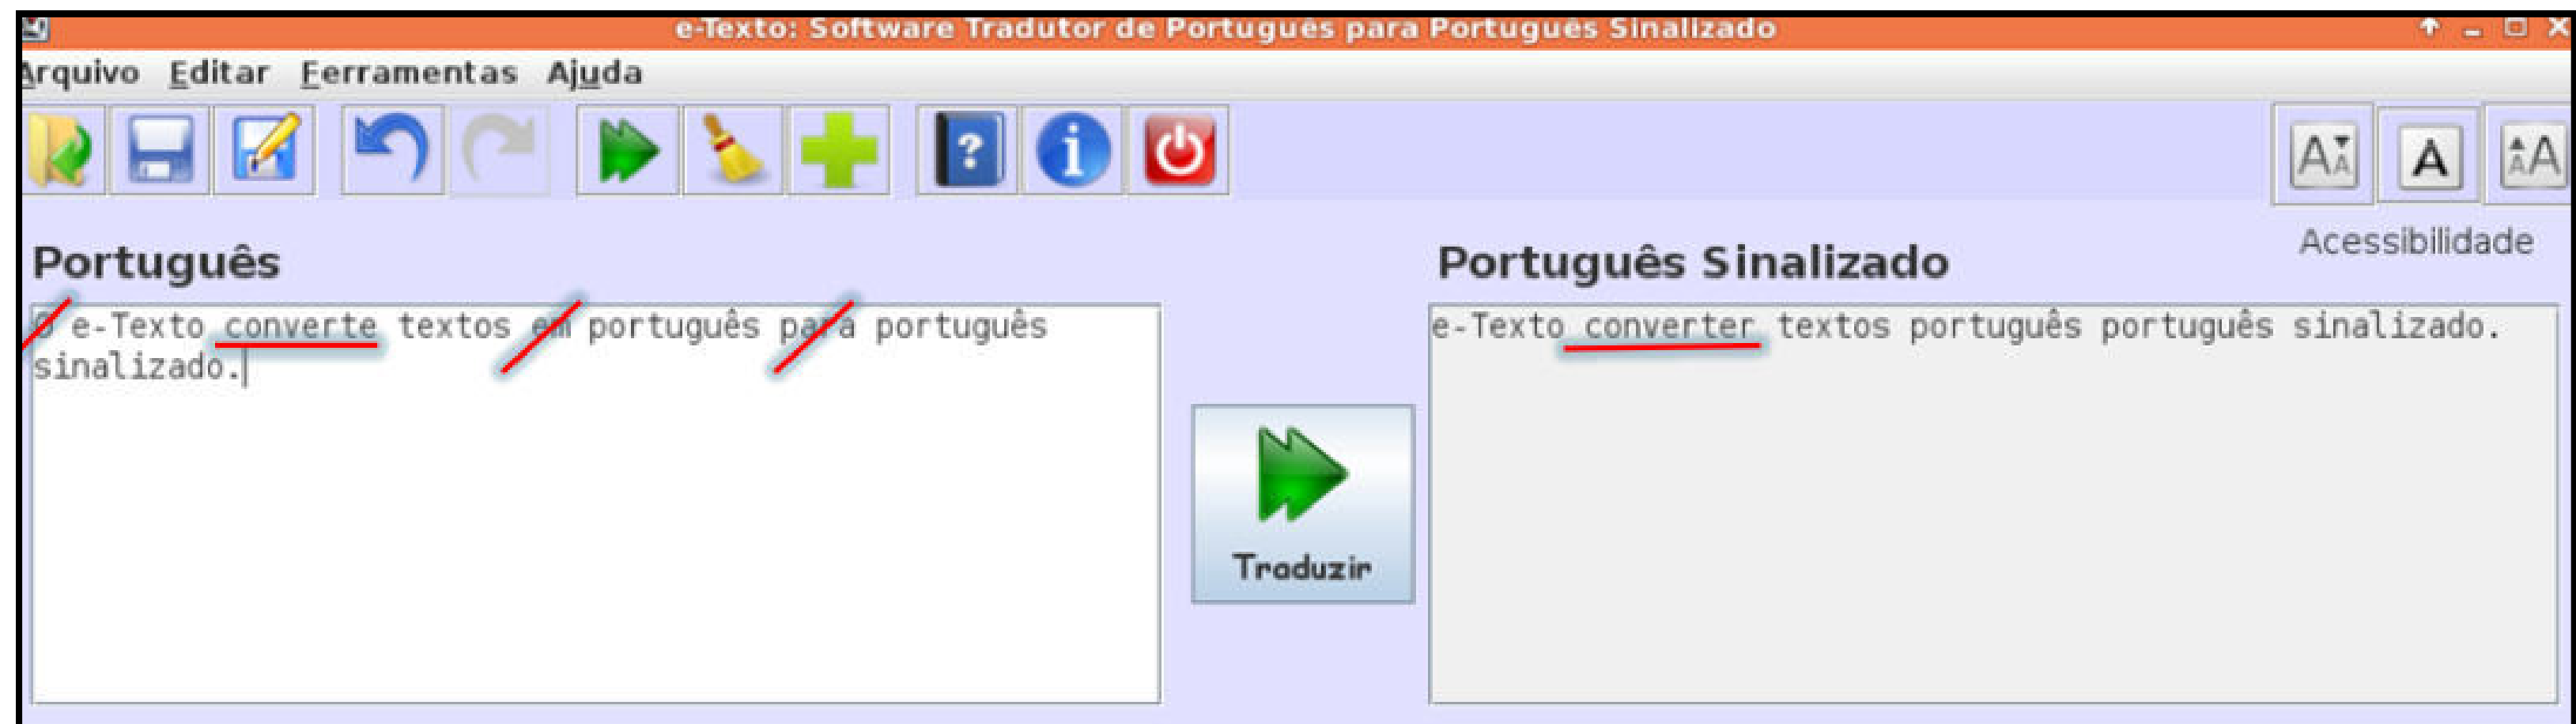 e-Texto: Software Tradutor de Português para Português Sinalizado
Arquivo Editar Ferramentas Ajuda
Acessibilidade
Português
Português Sinalizado
O e-Texto converte textos em português para português
sinalizado.
e-Texto converter textos português português sinalizado.
Traduzir